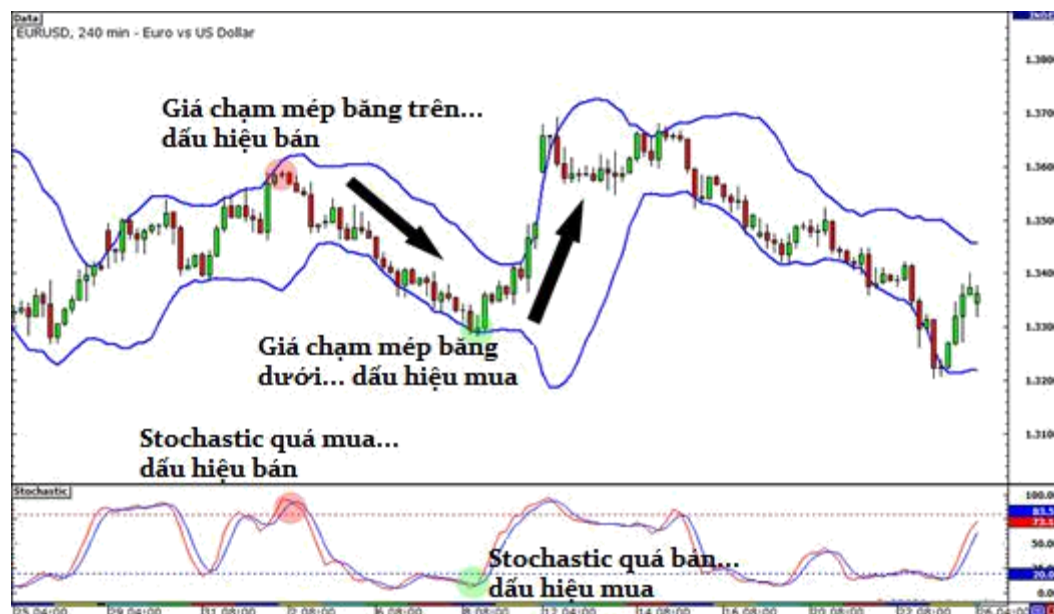 Data
EURUSD, 240 min - Euro vs US Dollar
1.3800
Giá chạm mép băng trên...
dấu hiệu bán
1.3700
1.3600
1.3500
1.3400
1.3300
Giá chạm mép băng
dưới... dấu hiệu mua
1.3200
Stochastic quá mua...
dấu hiệu bán
1.3100
Stochastic
100.0
50.00
Stochastic quá bán...
dấu hiệu mua
20.0
0.00